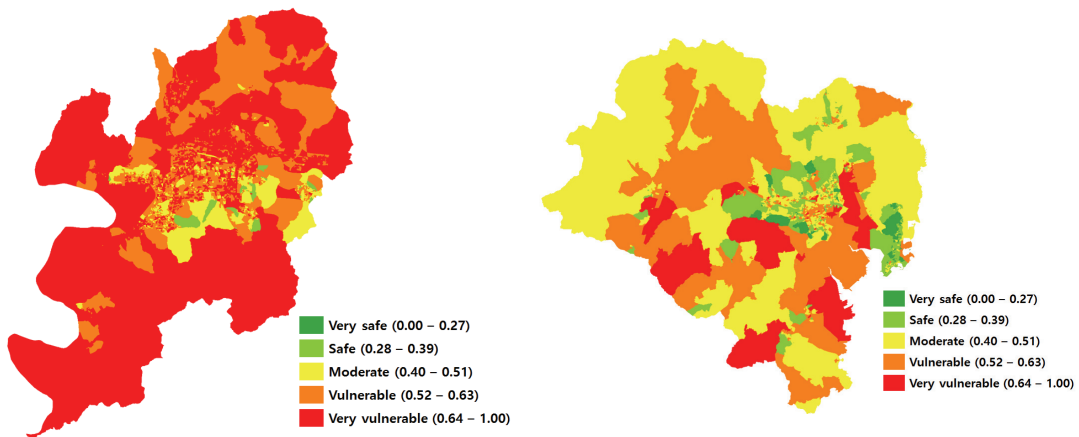 Very safe (0.00 – 0.27)
Safe (0.28 – 0.39)
Moderate (0.40 – 0.51)
Vulnerable (0.52 – 0.63)
Very vulnerable (0.64 – 1.00)
Very safe (0.00 – 0.27)
Safe (0.28 – 0.39)
Moderate (0.40 – 0.51)
Vulnerable (0.52 – 0.63)
Very vulnerable (0.64 – 1.00)